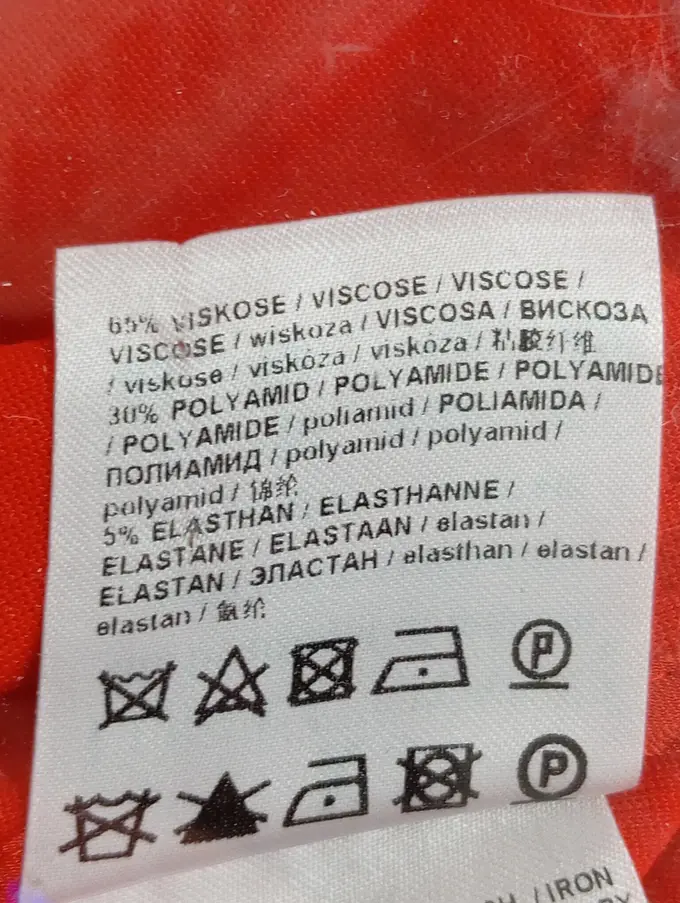 65% VISKOSE / VISCOSE / VISCOSE /
VISCOSE / wiskoza / VISCOSA / ВИСКОЗА
/ viskose / viskóza / viskóza / 粘胶纤维
30% POLYAMID / POLYAMIDE / POLYAMIDE
/ POLYAMIDE / poliamid / POLIAMIDA /
ПОЛИАМИД / polyamid / polyamid /
polyamid / 锦纶
5% ELASTHAN / ELASTHANNE /
ELASTANE / ELASTAAN / elastan /
ELASTAN / ЭЛАСТАН / elasthan / elastan /
elastan / 氨纶
P
P
/ IRON